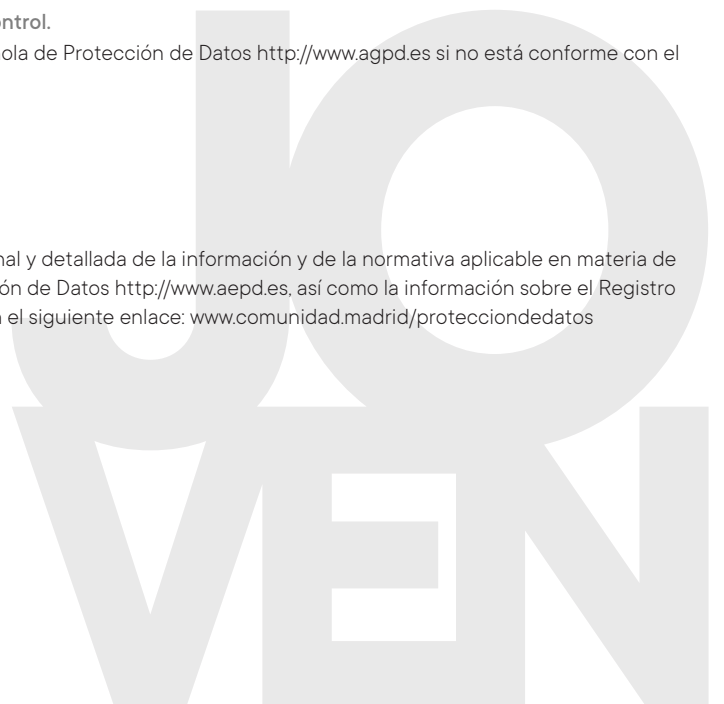 ntrol.
ola de Protección de Datos http://www.agpd.es si no está conforme con el
nal y detallada de la información y de la normativa aplicable en materia de
ón de Datos http://www.aepd.es, así como la información sobre el Registro
el siguiente enlace: www.comunidad.madrid/protecciondedatos
JO
VEN